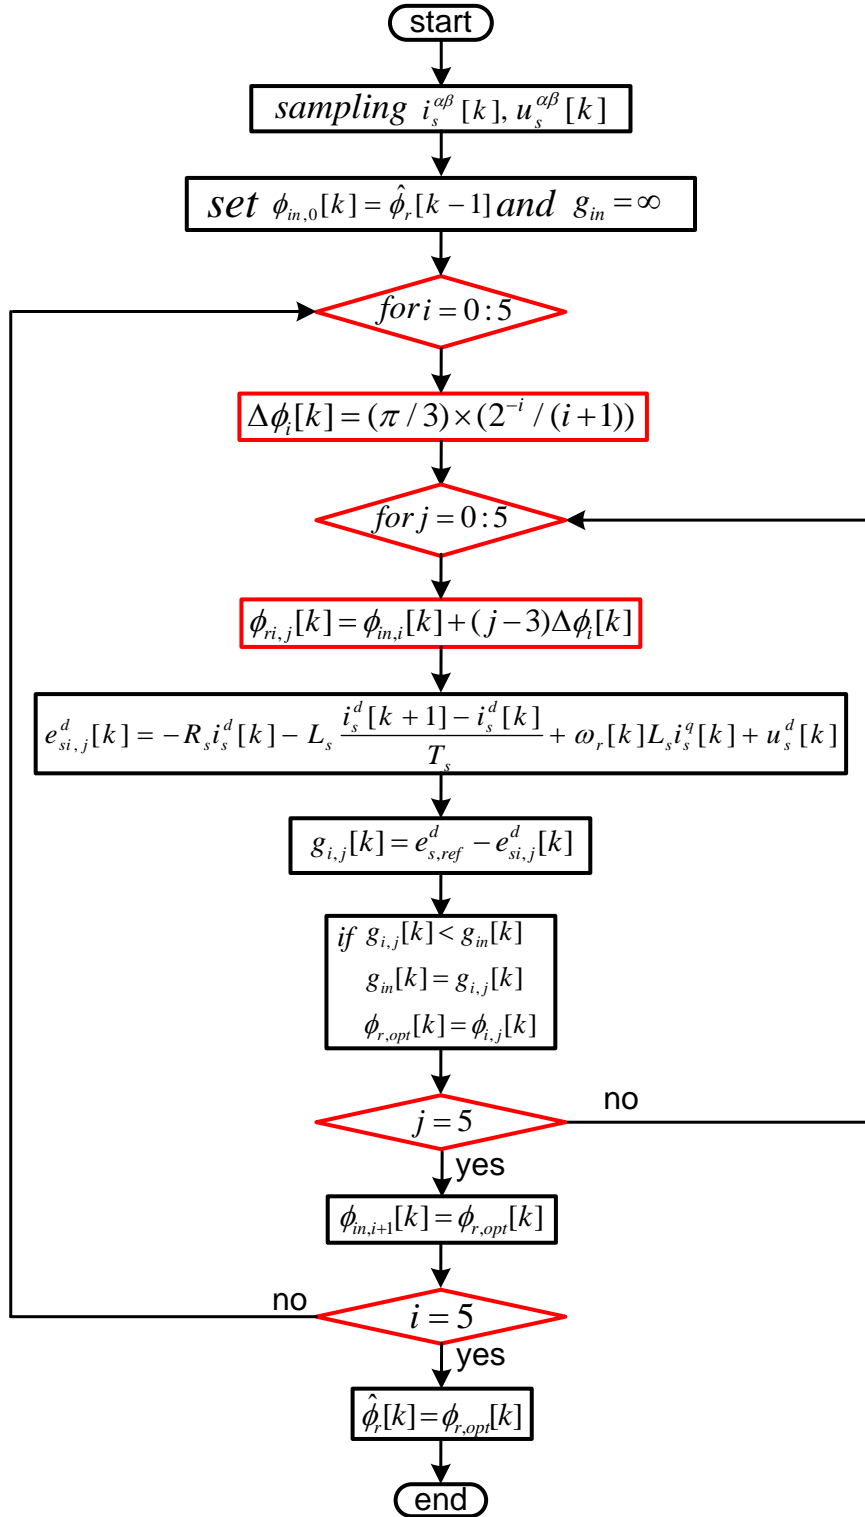 start
sampling i_s^{αβ}[k], u_s^{αβ}[k]
set ϕ_{in,0}[k] = \hat{ϕ}_r[k−1] and g_{in} = ∞
for i = 0:5
Δϕ_i[k] = (π/3)×(2^{−i}/(i+1))
for j = 0:5
ϕ_{ri,j}[k] = ϕ_{in,i}[k] + (j−3)Δϕ_i[k]
e_{si,j}^d[k] = −R_s i_s^d[k] − L_s \frac{i_s^d[k+1] − i_s^d[k]}{T_s} + ω_r[k]L_s i_s^q[k] + u_s^d[k]
g_{i,j}[k] = e_{s,ref}^d − e_{si,j}^d[k]
if g_{i,j}[k] < g_{in}[k]
g_{in}[k] = g_{i,j}[k]
ϕ_{r,opt}[k] = ϕ_{i,j}[k]
j = 5
no
yes
ϕ_{in,i+1}[k] = ϕ_{r,opt}[k]
no
i = 5
yes
\hat{ϕ}_r[k] = ϕ_{r,opt}[k]
end